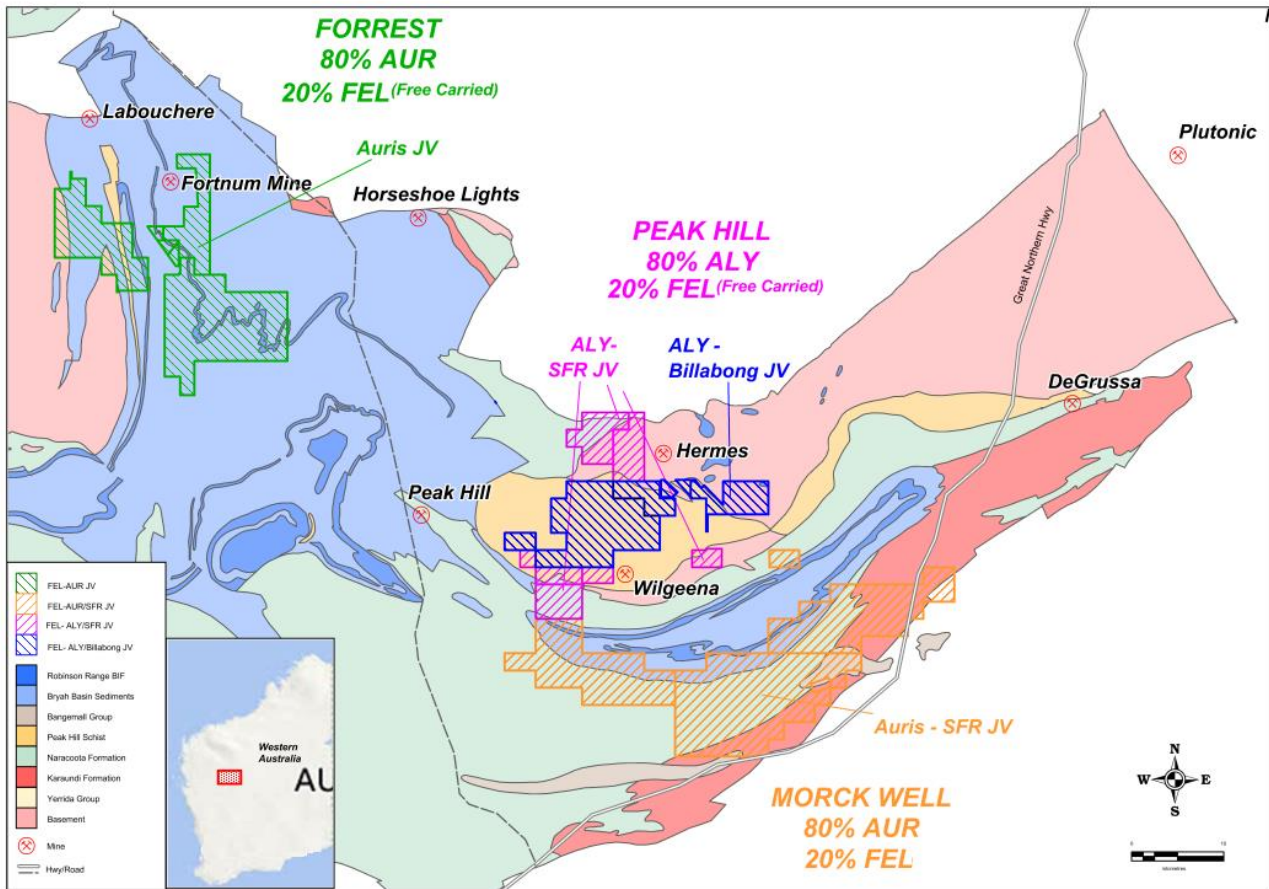 FORREST
80% AUR
20% FEL(Free Carried)
Labouchere
Auris JV
Plutonic
Fortnum Mine
Horseshoe Lights
PEAK HILL
80% ALY
20% FEL(Free Carried)
Great Northern Hwy
ALY-
SFR JV
ALY -
Billabong JV
DeGrussa
Hermes
Peak Hill
Wilgeena
FEL-AUR JV
FEL-AUR/SFR JV
FEL- ALY/SFR JV
FEL- ALY/Billabong JV
Robinson Range BIF
Bryah Basin Sediments
Bangemall Group
Peak Hill Schist
Naracoota Formation
Karaundi Formation
Yerrida Group
Basement
Mine
Hwy/Road
Western
Australia
AU
Auris - SFR JV
MORCK WELL
80% AUR
20% FEL
N
W
E
S
0
10
kilometres